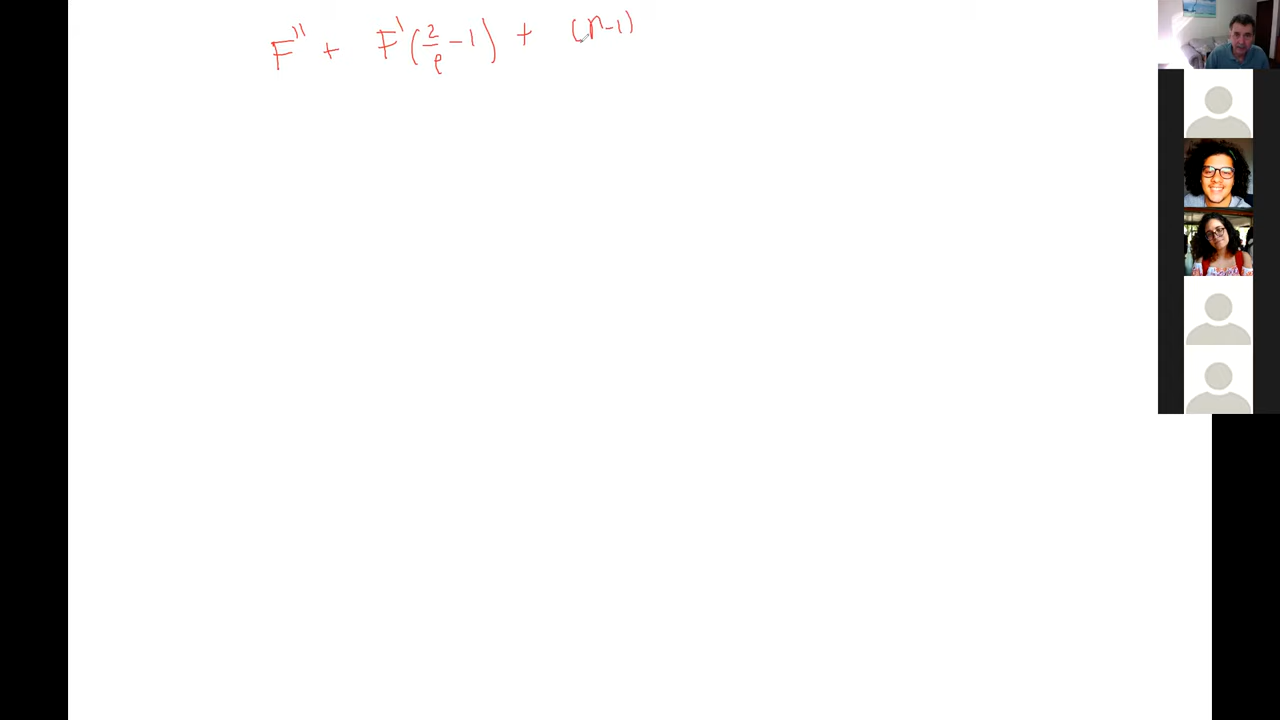 F'' + F'(2/ρ - 1) + (n-1)